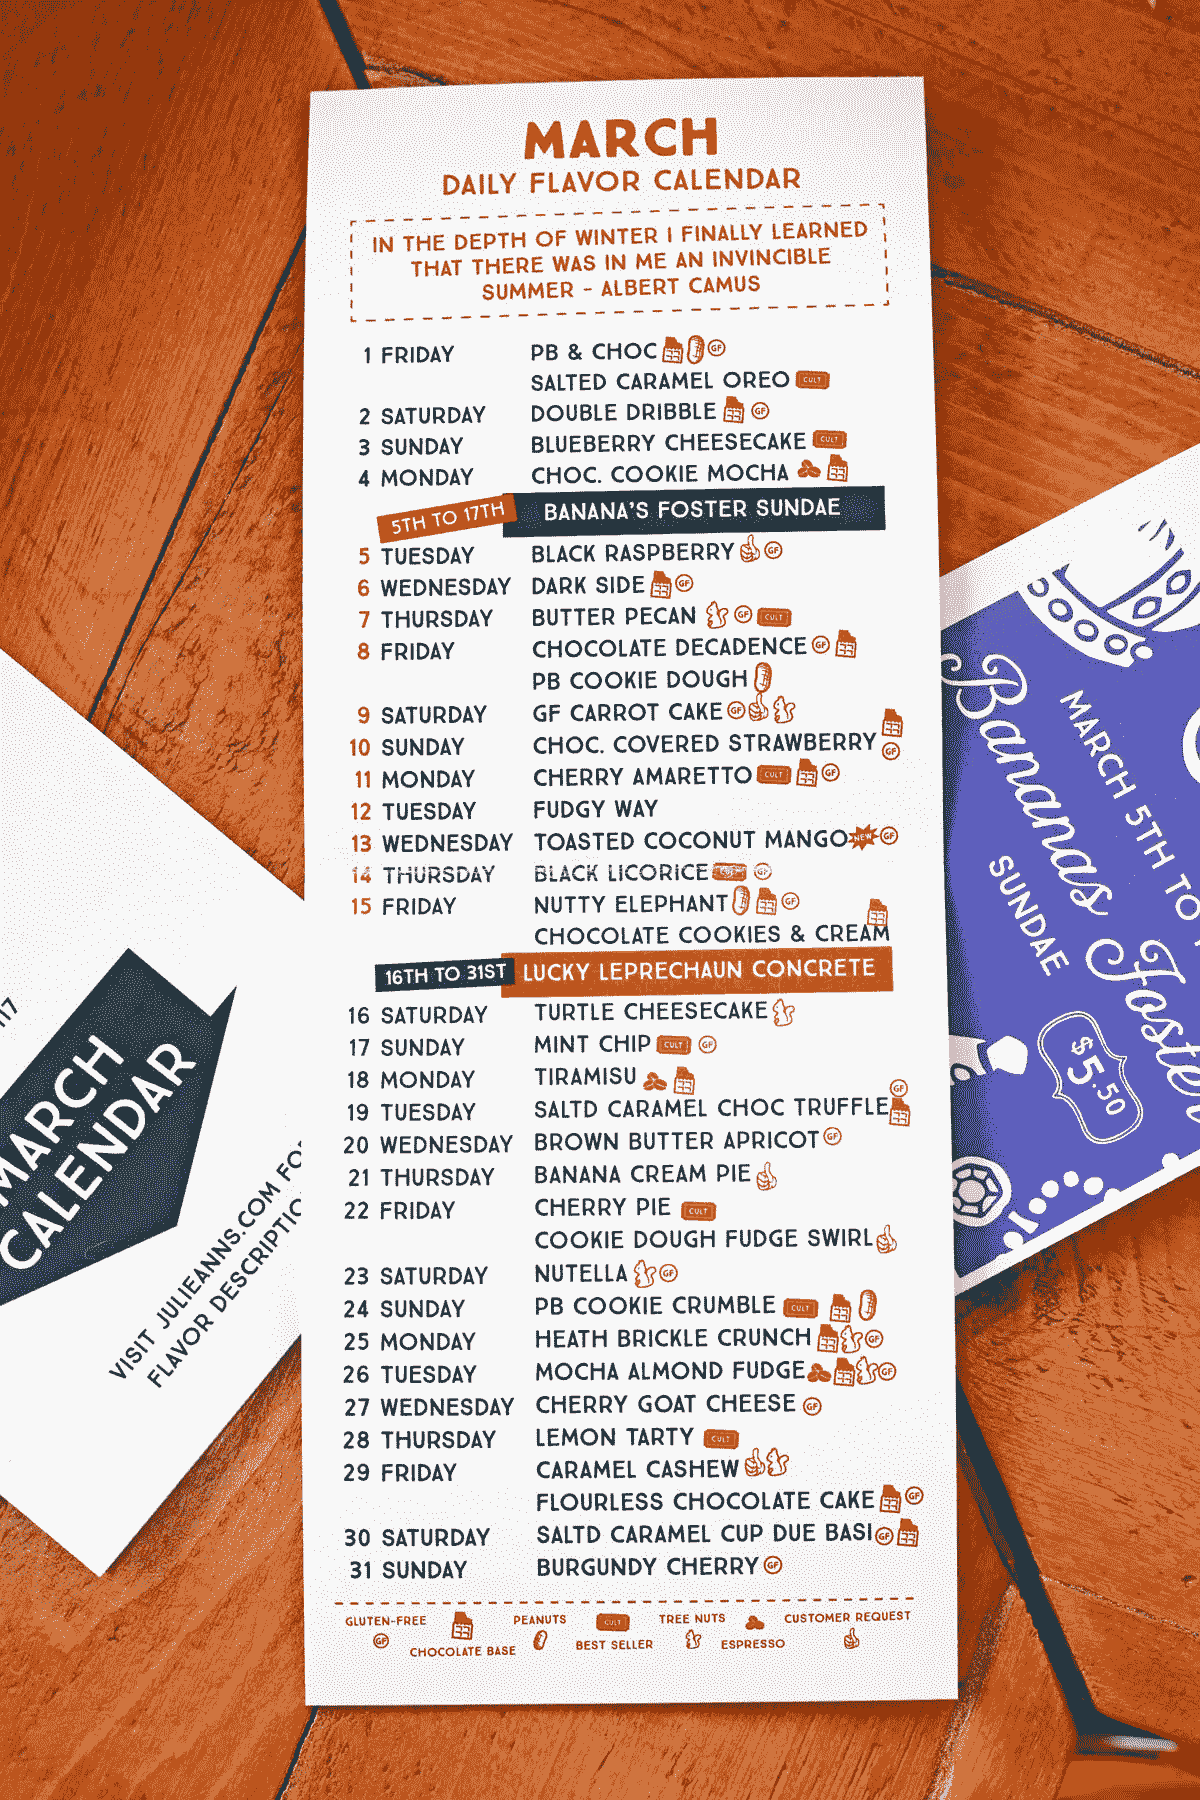 MARCH
DAILY FLAVOR CALENDAR
IN THE DEPTH OF WINTER I FINALLY LEARNED
THAT THERE WAS IN ME AN INVINCIBLE
SUMMER - ALBERT CAMUS
1 FRIDAY PB & CHOC GF
SALTED CARAMEL OREO CULT
2 SATURDAY DOUBLE DRIBBLE GF
3 SUNDAY BLUEBERRY CHEESECAKE CULT
4 MONDAY CHOC. COOKIE MOCHA
5TH TO 17TH BANANA'S FOSTER SUNDAE
5 TUESDAY BLACK RASPBERRY GF
6 WEDNESDAY DARK SIDE GF
7 THURSDAY BUTTER PECAN GF CULT
8 FRIDAY CHOCOLATE DECADENCE GF
PB COOKIE DOUGH
9 SATURDAY GF CARROT CAKE GF
10 SUNDAY CHOC. COVERED STRAWBERRY GF
11 MONDAY CHERRY AMARETTO CULT GF
12 TUESDAY FUDGY WAY
13 WEDNESDAY TOASTED COCONUT MANGO NEW GF
14 THURSDAY BLACK LICORICE CULT GF
15 FRIDAY NUTTY ELEPHANT GF
CHOCOLATE COOKIES & CREAM
16TH TO 31ST LUCKY LEPRECHAUN CONCRETE
16 SATURDAY TURTLE CHEESECAKE
17 SUNDAY MINT CHIP CULT GF
18 MONDAY TIRAMISU
19 TUESDAY SALTD CARAMEL CHOC TRUFFLE GF
20 WEDNESDAY BROWN BUTTER APRICOT GF
21 THURSDAY BANANA CREAM PIE
22 FRIDAY CHERRY PIE CULT
COOKIE DOUGH FUDGE SWIRL
23 SATURDAY NUTELLA GF
24 SUNDAY PB COOKIE CRUMBLE CULT
25 MONDAY HEATH BRICKLE CRUNCH GF
26 TUESDAY MOCHA ALMOND FUDGE GF
27 WEDNESDAY CHERRY GOAT CHEESE GF
28 THURSDAY LEMON TARTY CULT
29 FRIDAY CARAMEL CASHEW
FLOURLESS CHOCOLATE CAKE GF
30 SATURDAY SALTD CARAMEL CUP DUE BASI GF
31 SUNDAY BURGUNDY CHERRY GF
GLUTEN-FREE GF
CHOCOLATE BASE
PEANUTS
CULT BEST SELLER
TREE NUTS
ESPRESSO
CUSTOMER REQUEST
MARCH
CALENDAR
VISIT JULIEANNS.COM
FLAVOR
MARCH 5TH TO
Bananas Foster
SUNDAE
$5.50